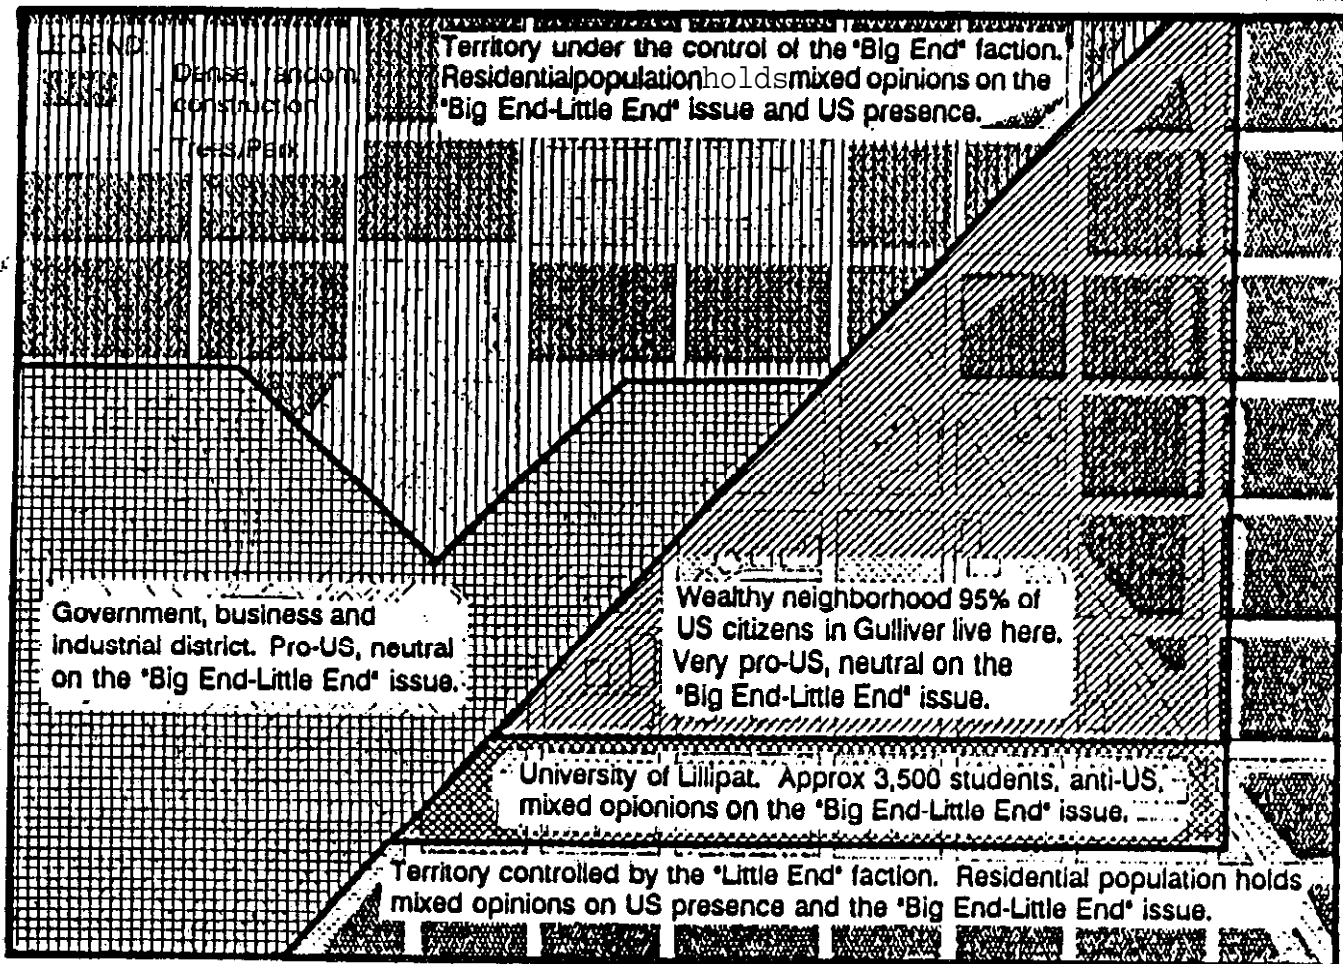 LEGEND:
Dense, random
construction
Trees/Park
Territory under the control of the "Big End" faction.
Residentialpopulationholdsmixed opinions on the
"Big End-Little End" issue and US presence.
Government, business and
industrial district. Pro-US, neutral
on the "Big End-Little End" issue.
Wealthy neighborhood 95% of
US citizens in Gulliver live here.
Very pro-US, neutral on the
"Big End-Little End" issue.
University of Lillipat. Approx 3,500 students, anti-US,
mixed opionions on the "Big End-Little End" issue.
Territory controlled by the "Little End" faction. Residential population holds
mixed opinions on US presence and the "Big End-Little End" issue.